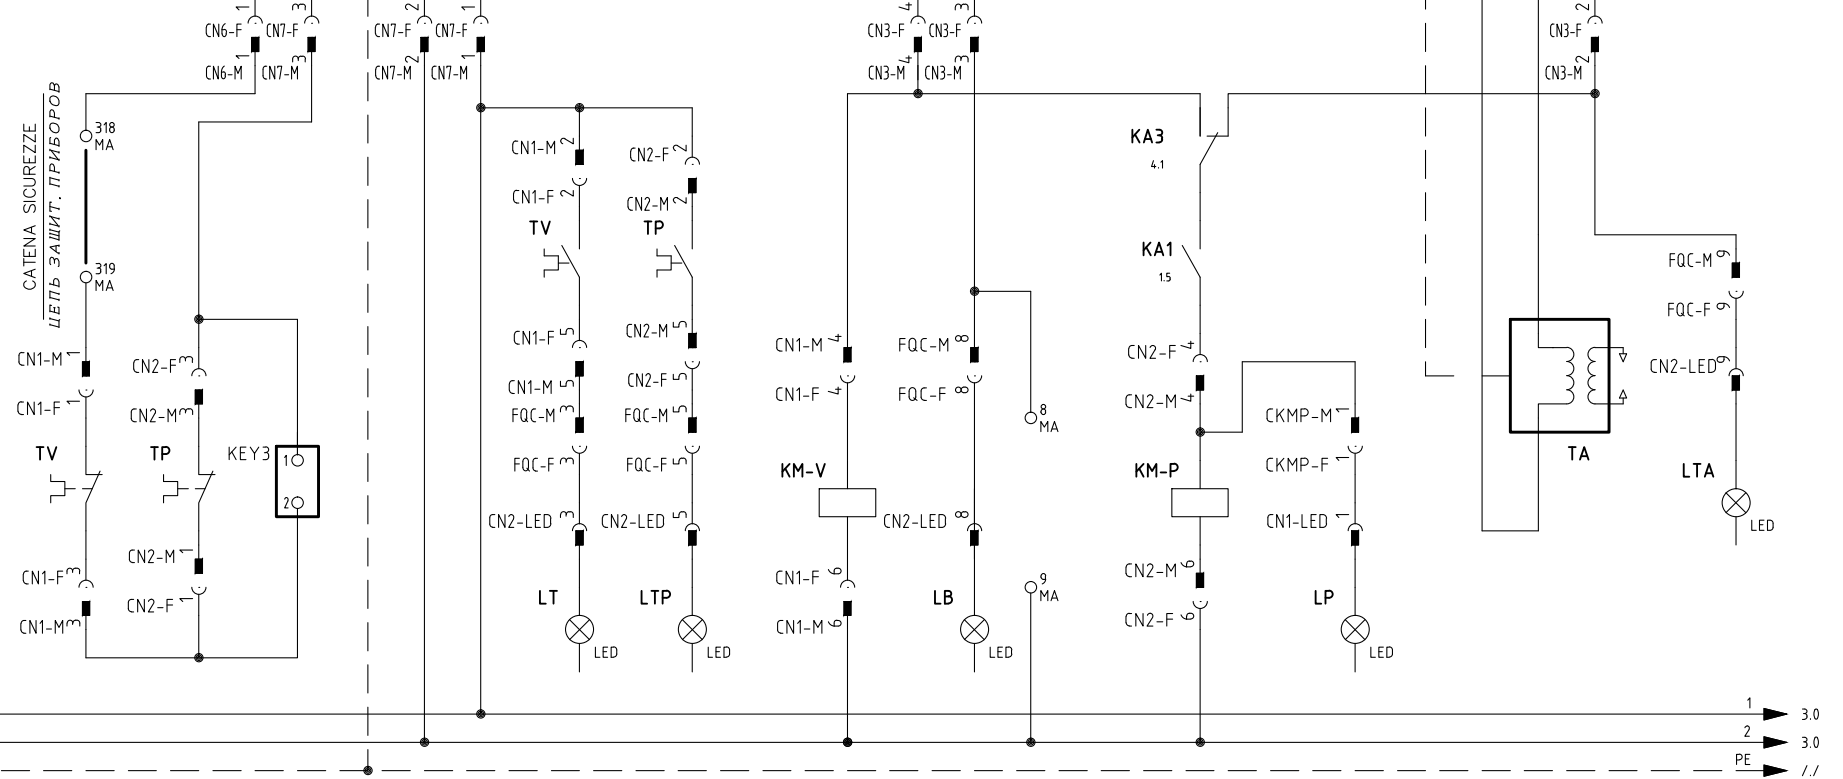 1
3
2
1
4
3
2
CN6-F
CN7-F
CN7-F
CN7-F
CN3-F
CN3-F
CN3-F
1
3
2
1
4
3
2
CN6-M
CN7-M
CN7-M
CN7-M
CN3-M
CN3-M
CN3-M
CATENA SICUREZZE
ЦЕПЬ ЗАЩИТ. ПРИБОРОВ
318
MA
319
MA
CN1-M 1
CN1-F 1
TV
CN1-F 3
CN1-M 3
CN2-F 3
CN2-M 3
TP
CN2-M 1
CN2-F 1
KEY3
1
2
CN1-M 2
CN1-F 2
TV
CN1-F 5
CN1-M 5
FQC-M 3
FQC-F 3
CN2-LED 3
LT
LED
CN2-F 2
CN2-M 2
TP
CN2-M 5
CN2-F 5
FQC-M 5
FQC-F 5
CN2-LED 5
LTP
LED
CN1-M 4
CN1-F 4
KM-V
CN1-F 6
CN1-M 6
FQC-M 8
FQC-F 8
CN2-LED 8
LB
LED
8
MA
9
MA
KA3
4.1
KA1
1.5
CN2-F 4
CN2-M 4
KM-P
CN2-M 6
CN2-F 6
CKMP-M 1
CKMP-F 1
CN1-LED 1
LP
LED
TA
FQC-M 9
FQC-F 9
CN2-LED 9
LTA
LED
1
3.0
2
3.0
PE
/./